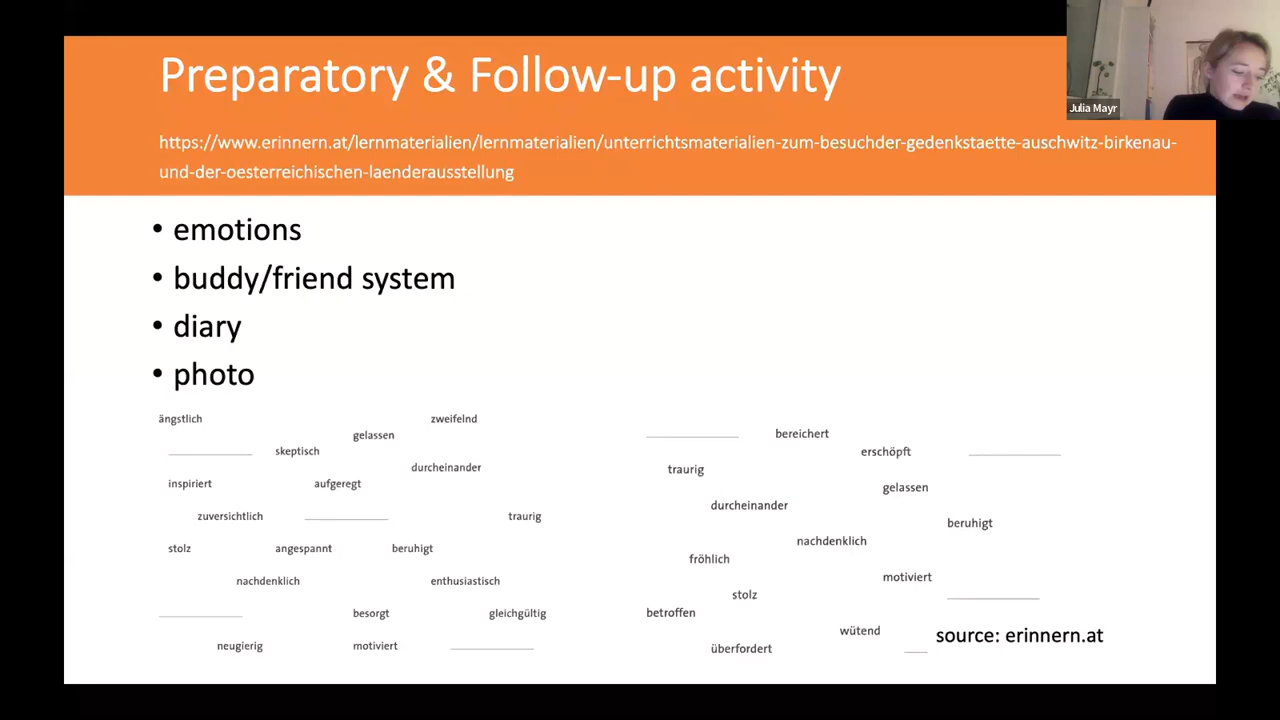 Preparatory & Follow-up activity
Julia Mayr
https://www.erinnern.at/lernmaterialien/lernmaterialien/unterrichtsmaterialien-zum-besuchder-gedenkstaette-auschwitz-birkenau-
und-der-oesterreichischen-laenderausstellung
• emotions
• buddy/friend system
• diary
• photo
ängstlich
zweifelnd
gelassen
skeptisch
durcheinander
inspiriert
aufgeregt
zuversichtlich
traurig
stolz
angespannt
beruhigt
nachdenklich
enthusiastisch
besorgt
gleichgültig
neugierig
motiviert
bereichert
erschöpft
traurig
gelassen
durcheinander
beruhigt
nachdenklich
fröhlich
motiviert
stolz
betroffen
wütend
überfordert
source: erinnern.at